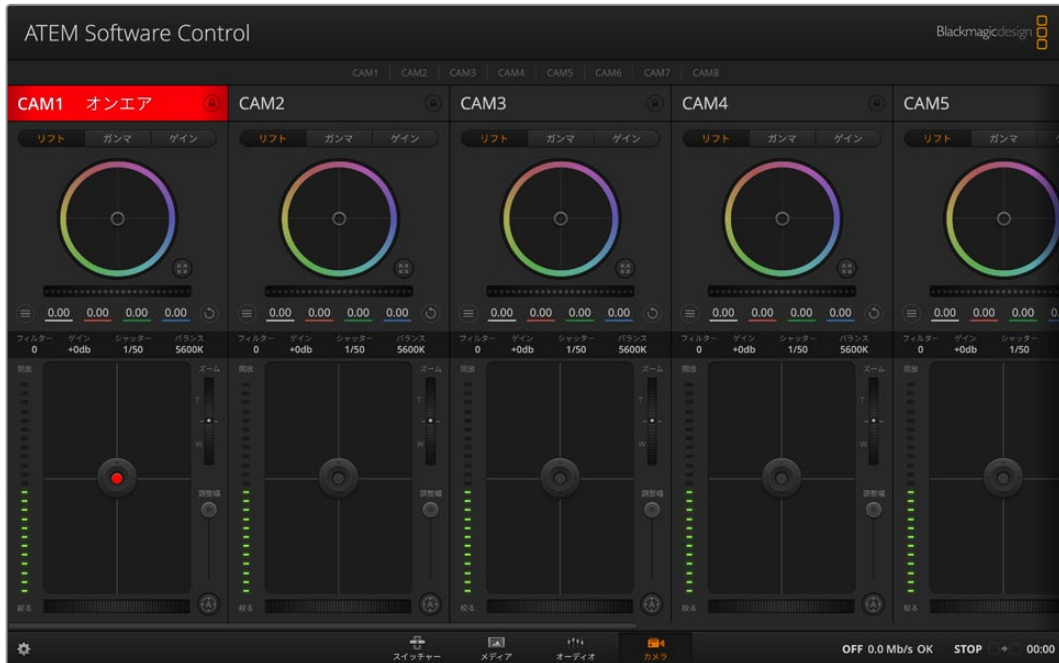 ATEM Software Control
Blackmagicdesign
CAM1 CAM2 CAM3 CAM4 CAM5 CAM6 CAM7 CAM8
CAM1 オンエア CAM2 CAM3 CAM4 CAM5
リフト ガンマ ゲイン リフト ガンマ ゲイン リフト ガンマ ゲイン リフト ガンマ ゲイン リフト ガンマ
0.00 0.00 0.00 0.00 0.00 0.00 0.00 0.00 0.00 0.00 0.00 0.00 0.00 0.00 0.00 0.00 0.00 0.00 0.00
フィルター ゲイン シャッター バランス フィルター ゲイン シャッター バランス フィルター ゲイン シャッター バランス フィルター ゲイン シャッター バランス フィルター ゲイン シャッター
0 +0db 1/50 5600K 0 +0db 1/50 5600K 0 +0db 1/50 5600K 0 +0db 1/50 5600K 0 +0db 1/50
開放 ズーム 開放 ズーム 開放 ズーム 開放 ズーム 開放
T T T T
W W W W
調整幅 調整幅 調整幅 調整幅
絞る A 絞る A 絞る A 絞る A 絞る
スイッチャー メディア オーディオ カメラ
OFF 0.0 Mb/s OK STOP 00:00